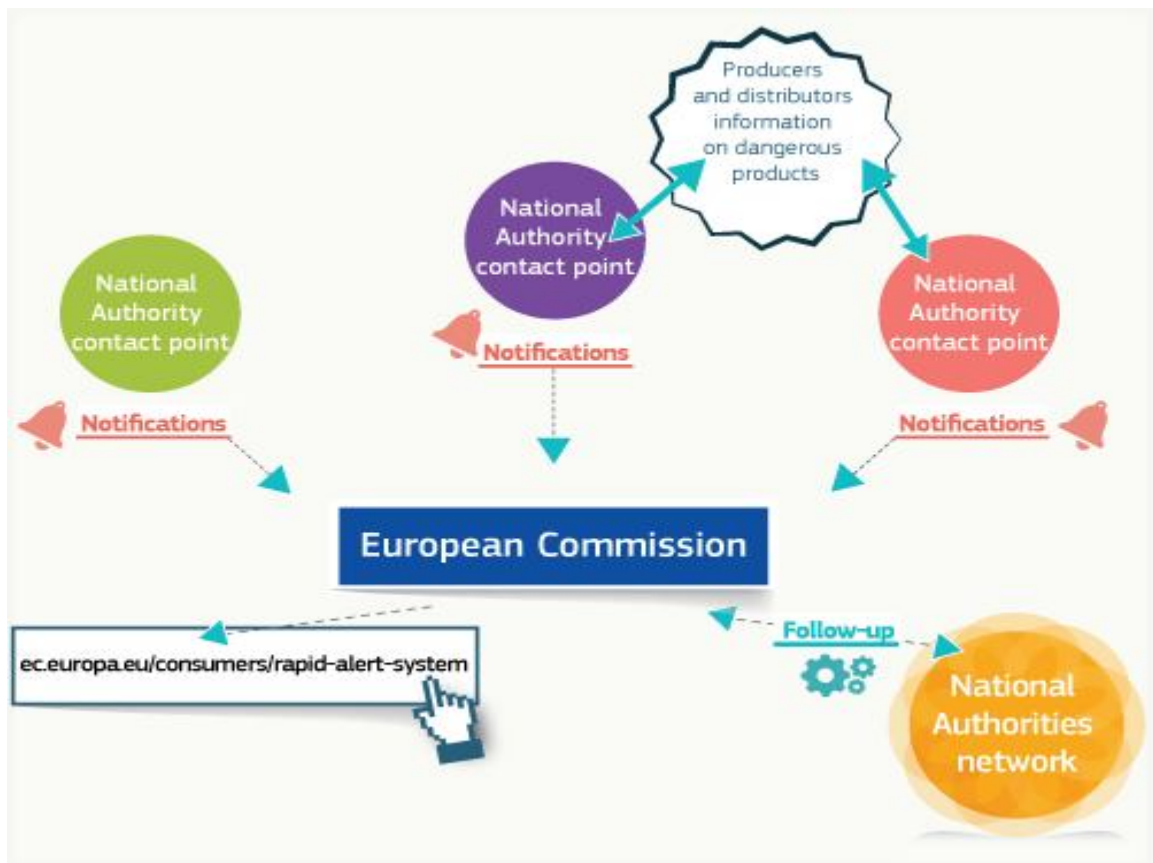 Producers
and distributors
information
on dangerous
products
National
Authority
contact point
National
Authority
contact point
National
Authority
contact point
Notifications
Notifications
Notifications
European Commission
Follow-up
ec.europa.eu/consumers/rapid-alert-system
National
Authorities
network